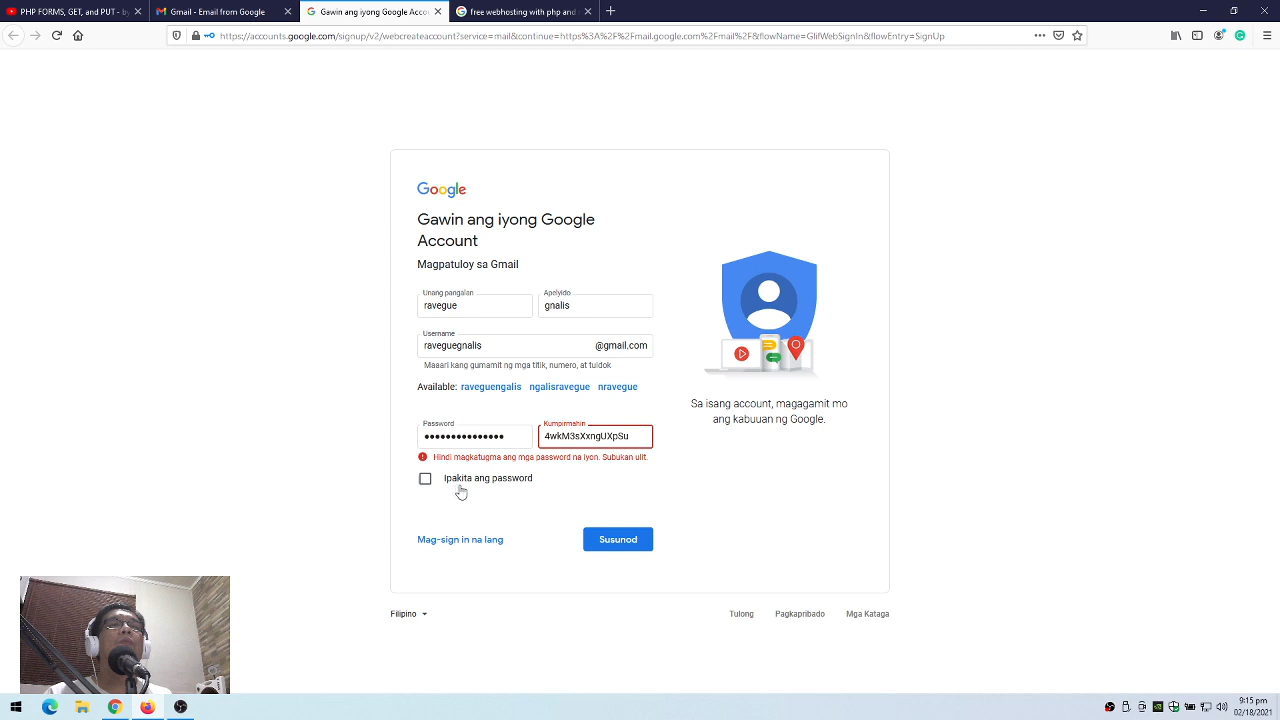 PHP FORMS, GET, AND PUT - by
Gmail - Email from Google
Gawin ang iyong Google Accou
free webhosting with php and
https://accounts.google.com/signup/v2/webcreateaccount?service=mail&continue=https%3A%2F%2Fmail.google.com%2Fmail%2F&flowName=GlifWebSignIn&flowEntry=SignUp
Google
Gawin ang iyong Google
Account
Magpatuloy sa Gmail
Unang pangalan
Apelyido
ravegue
gnalis
Username
raveguegnalis
@gmail.com
Maaari kang gumamit ng mga titik, numero, at tuldok
Available: raveguengalis ngalisravegue nravegue
Password
Kumpirmahin
4wkM3sXxngUXpSu
Hindi magkatugma ang mga password na iyon. Subukan ulit.
Ipakita ang password
Mag-sign in na lang
Susunod
Sa isang account, magagamit mo
ang kabuuan ng Google.
Filipino
Tulong
Pagkapribado
Mga Kataga
9:15 pm
02/18/2021